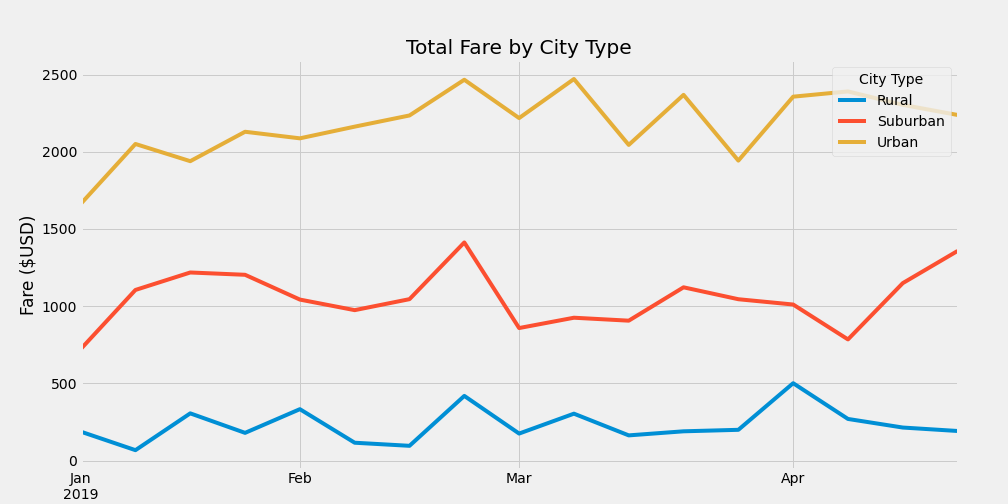 Total Fare by City Type
Fare ($USD)
2500
2000
1500
1000
500
0
City Type
Rural
Suburban
Urban
Jan
2019
Feb
Mar
Apr